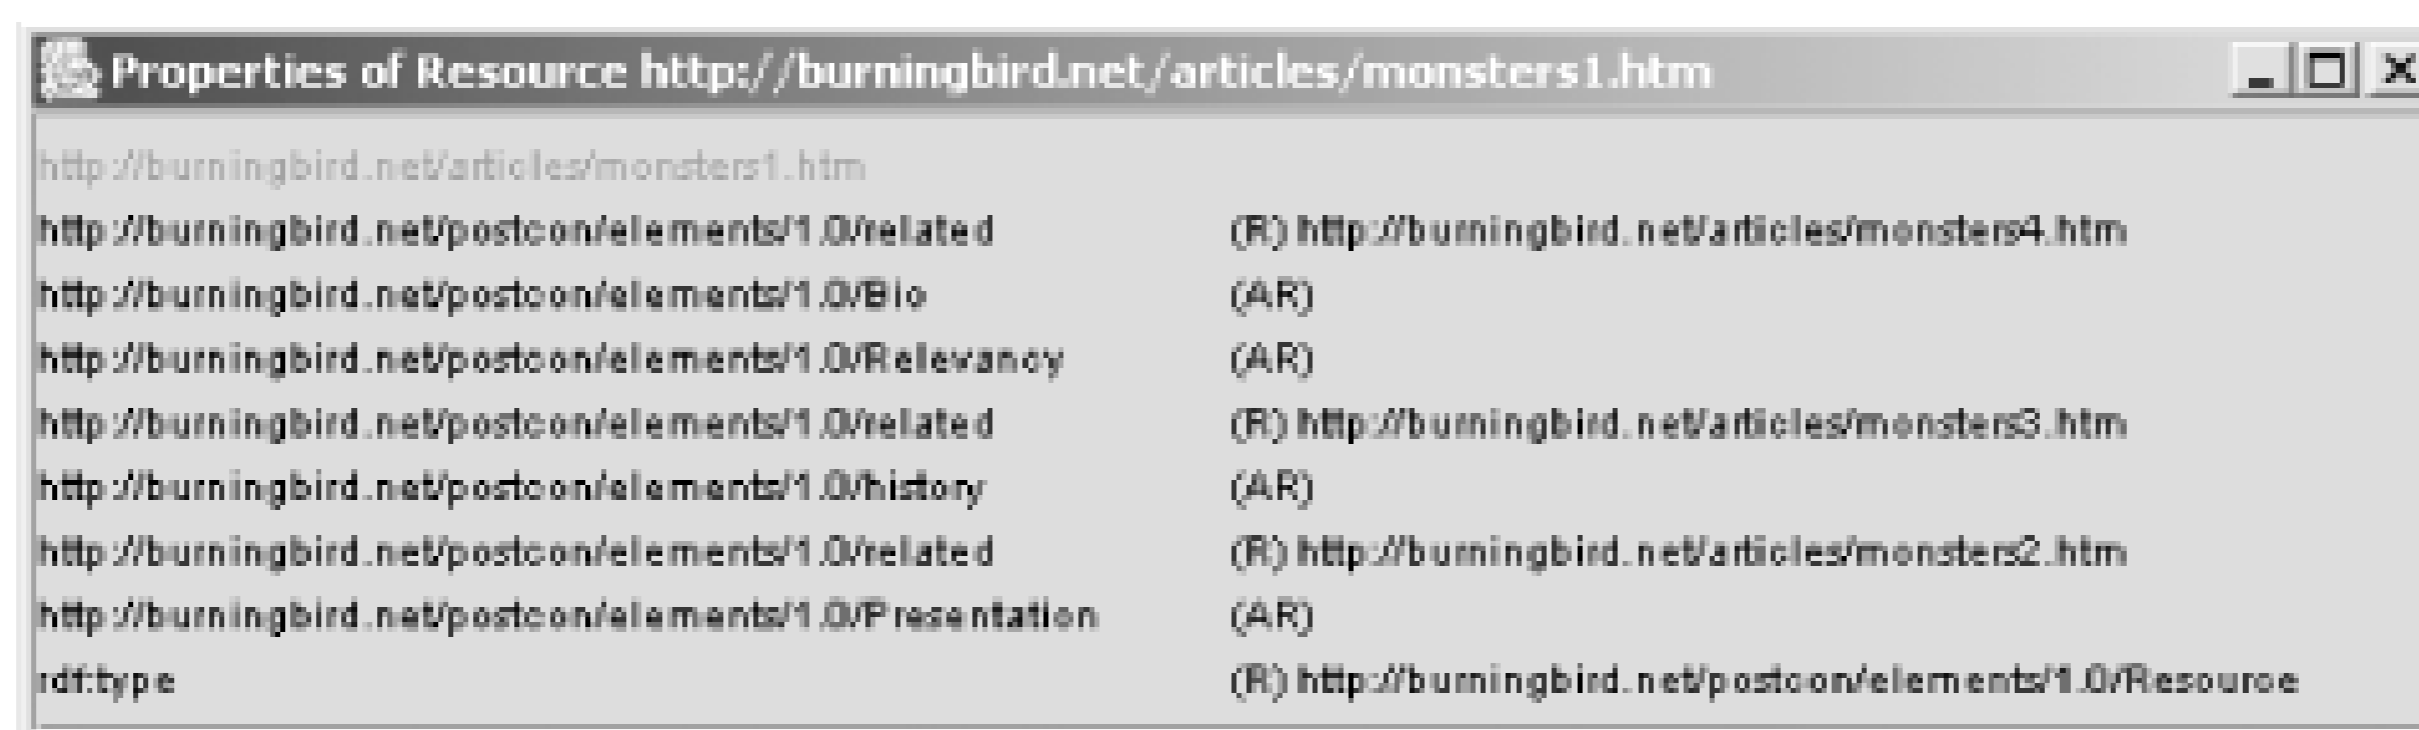 Properties of Resource http://burningbird.net/articles/monsters1.htm
http://burningbird.net/articles/monsters1.htm
http://burningbird.net/postcon/elements/1.0/related (R) http://burningbird.net/articles/monsters4.htm
http://burningbird.net/postcon/elements/1.0/Bio (AR)
http://burningbird.net/postcon/elements/1.0/Relevancy (AR)
http://burningbird.net/postcon/elements/1.0/related (R) http://burningbird.net/articles/monsters3.htm
http://burningbird.net/postcon/elements/1.0/history (AR)
http://burningbird.net/postcon/elements/1.0/related (R) http://burningbird.net/articles/monsters2.htm
http://burningbird.net/postcon/elements/1.0/Presentation (AR)
rdf:type (R) http://burningbird.net/postcon/elements/1.0/Resource